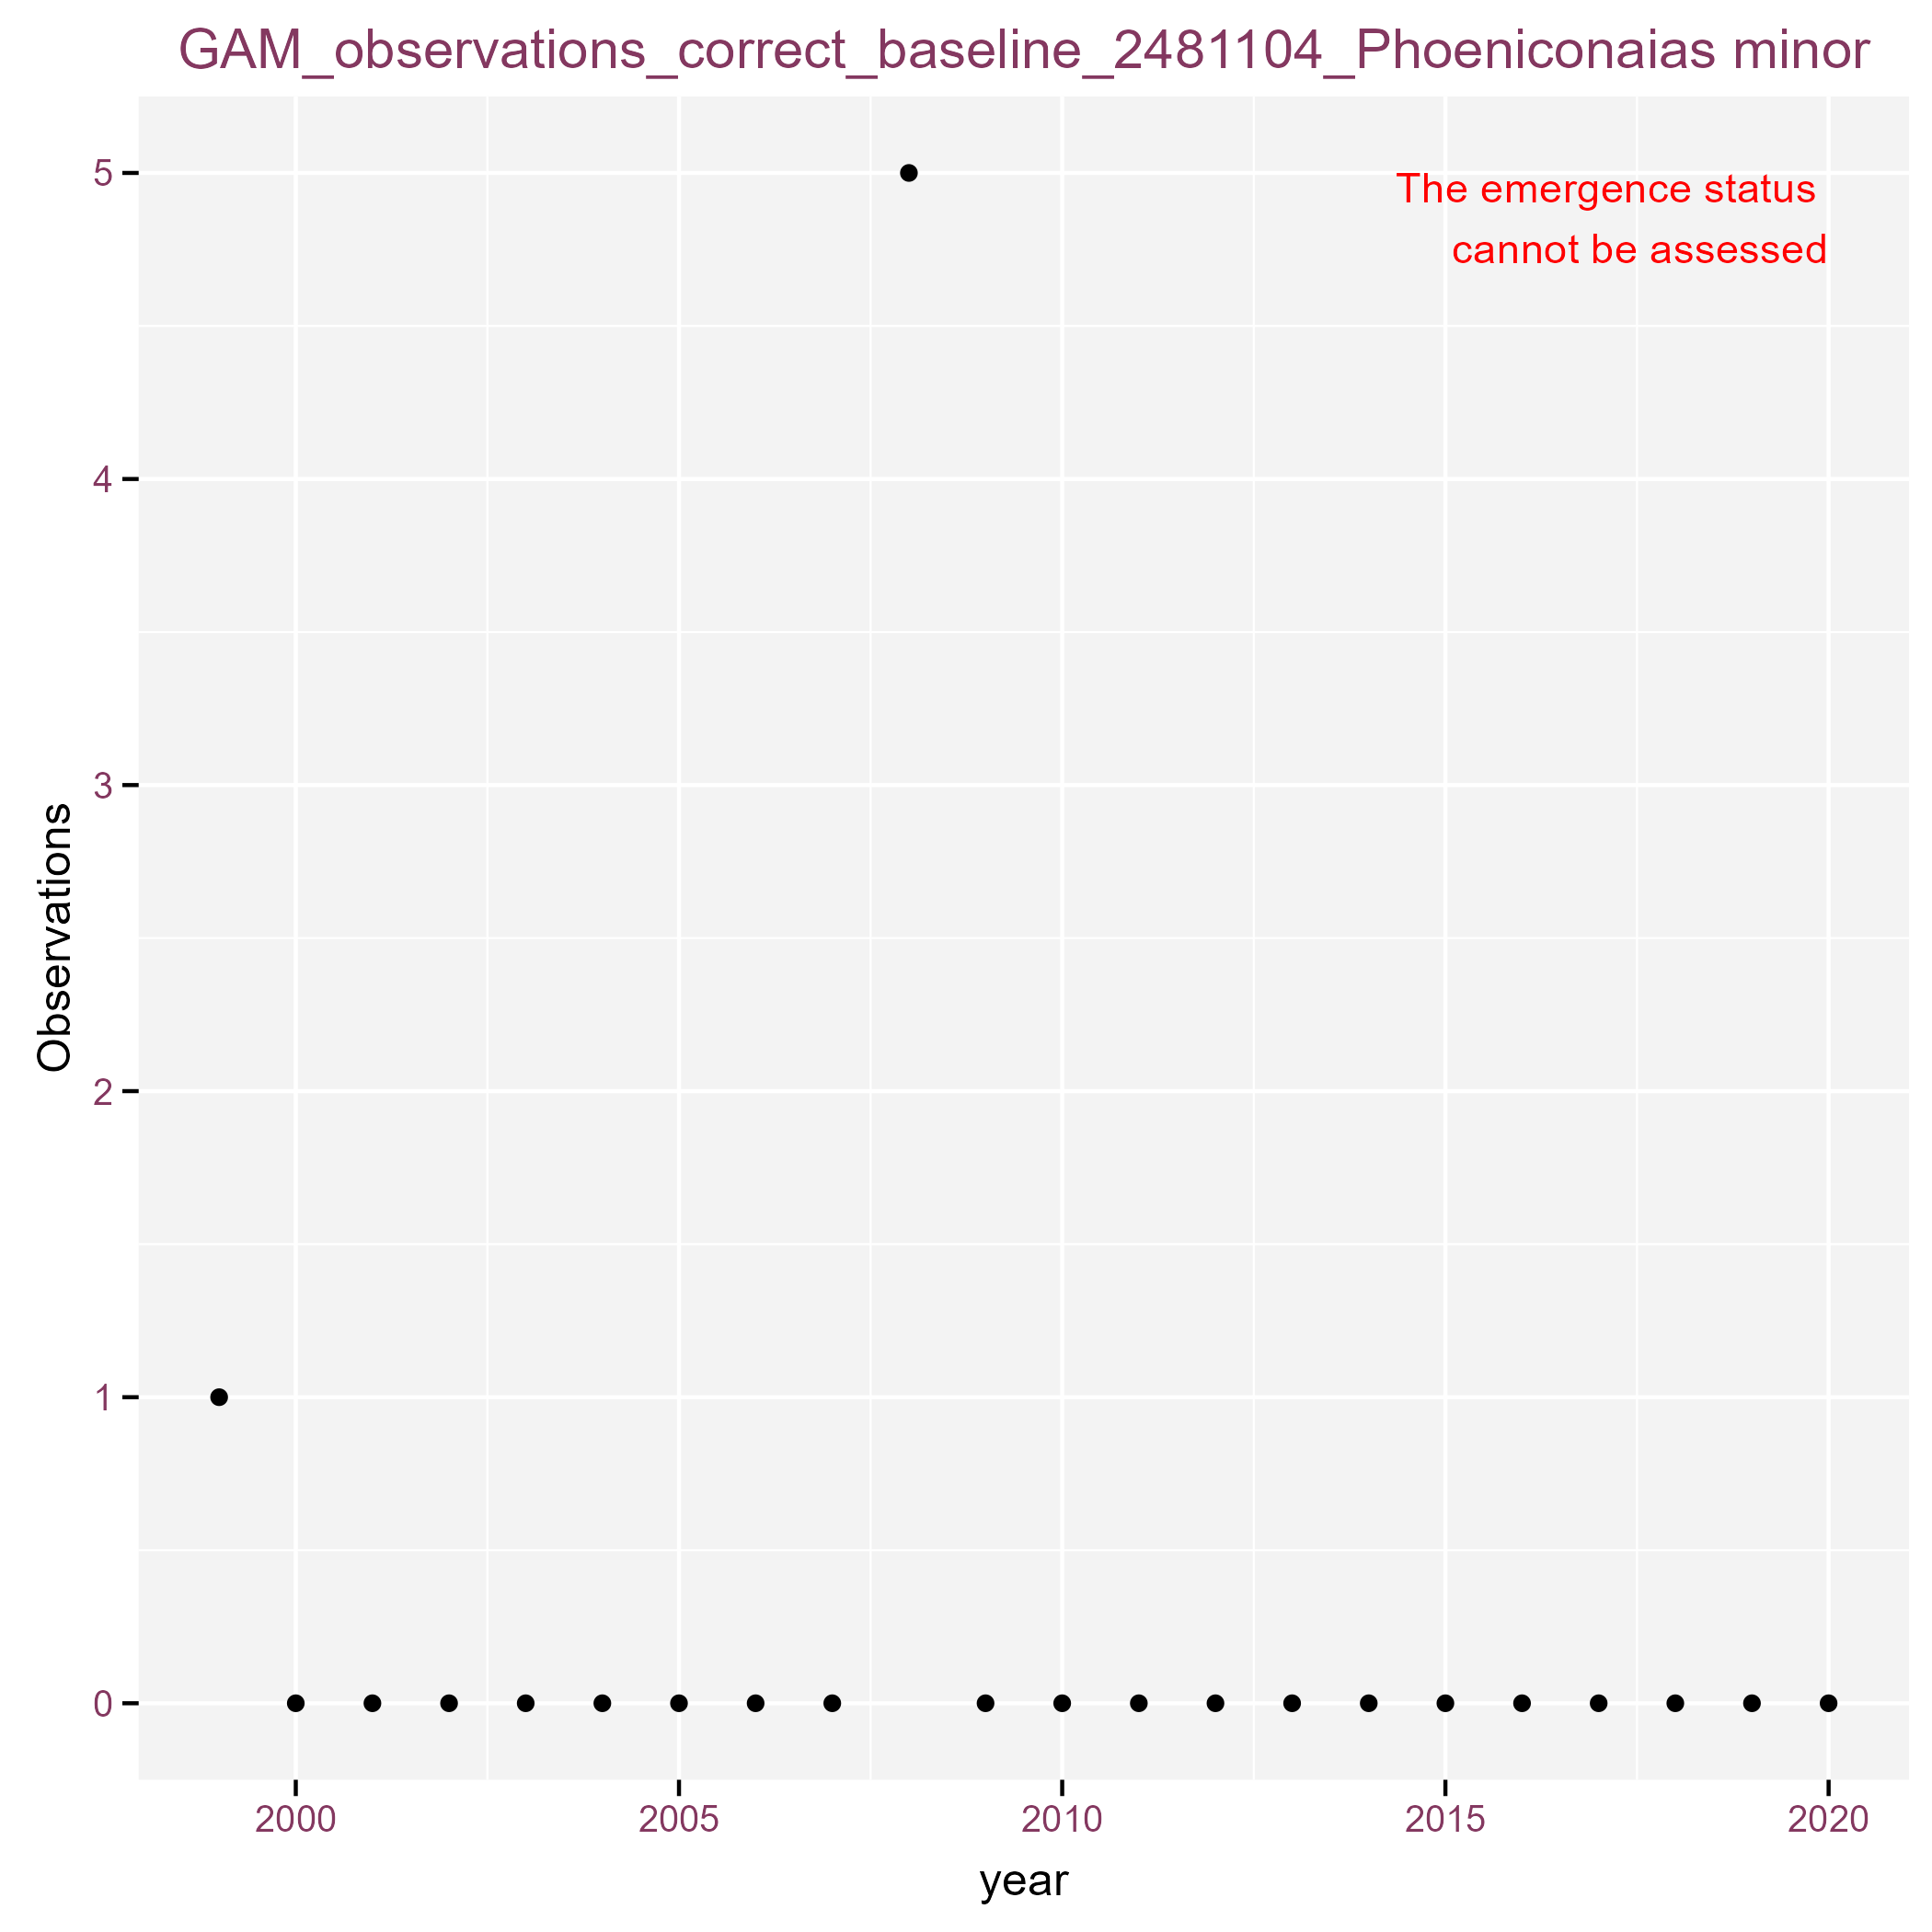 GAM_observations_correct_baseline_2481104_Phoeniconaias minor
The emergence status
cannot be assessed
Observations
5
4
3
2
1
0
2000 2005 2010 2015 2020
year